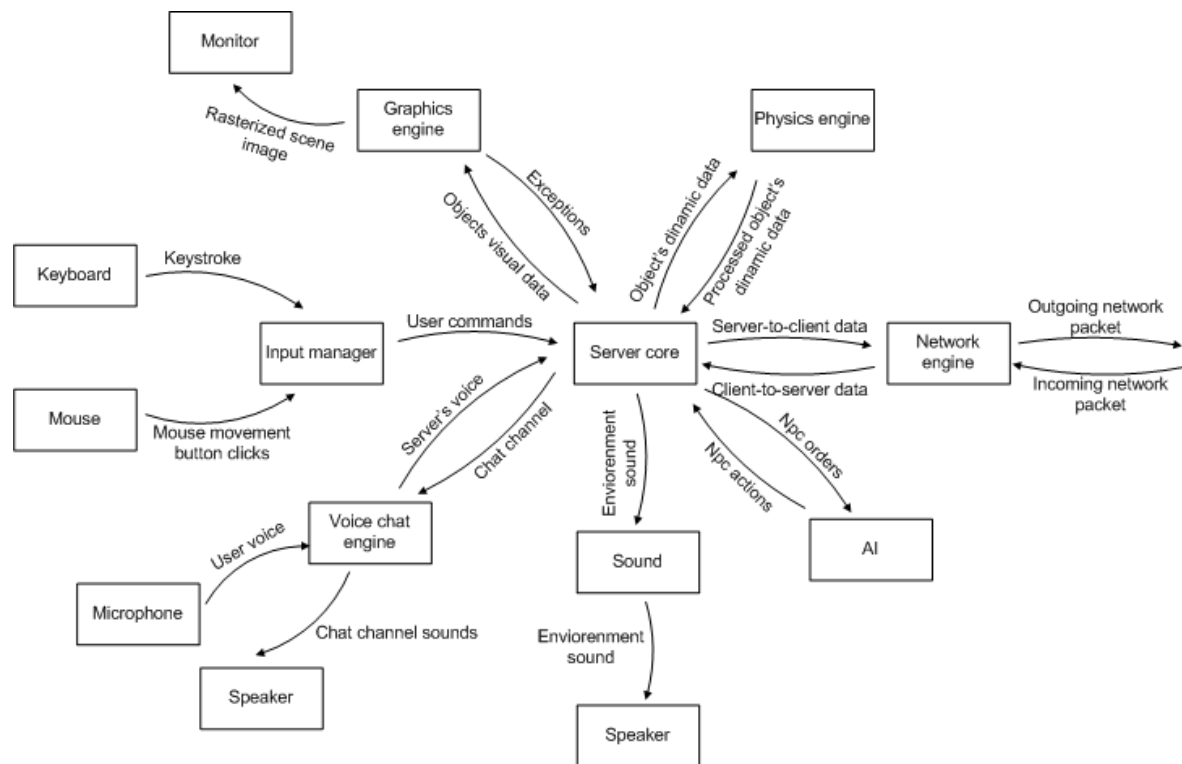 Monitor
Graphics
engine
Physics engine
Rasterized scene
image
Exceptions
Objects visual data
Object's dinamic data
Processed object's
dinamic data
Keyboard
Keystroke
User commands
Input manager
Server core
Server-to-client data
Client-to-server data
Network
engine
Outgoing network
packet
Incoming network
packet
Mouse
Mouse movement
button clicks
Server's voice
Chat channel
Enviorenment
sound
Npc orders
Npc actions
Voice chat
engine
User voice
Sound
AI
Microphone
Chat channel sounds
Enviorenment
sound
Speaker
Speaker